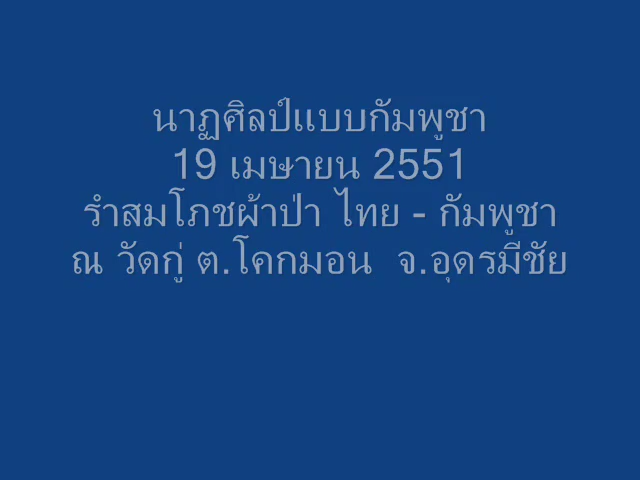 นาฏศิลป์แบบกัมพูชา
19 เมษายน 2551
รำสมโภชผ้าป่า ไทย - กัมพูชา
ณ วัดกู่ ต.โคกมอน จ.อุดรมีชัย